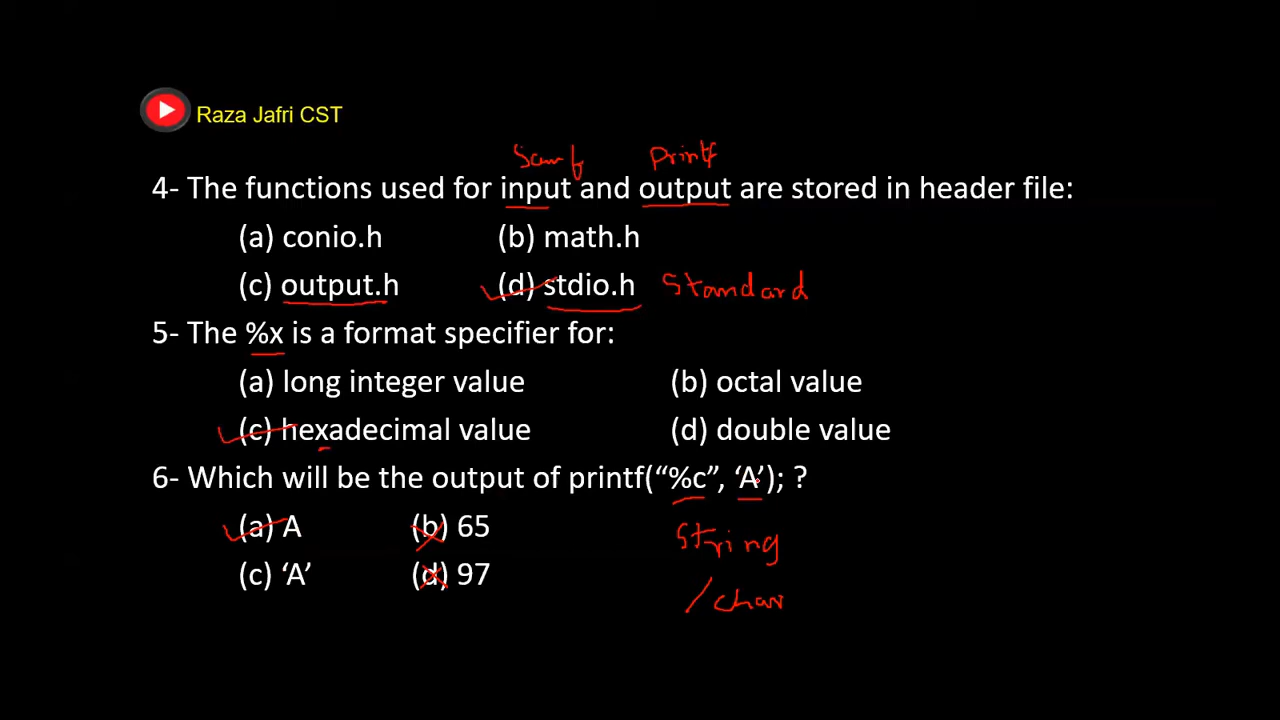 Raza Jafri CST
Scanf Printf
4- The functions used for input and output are stored in header file:
(a) conio.h (b) math.h
(c) output.h (d) stdio.h Standard
5- The %x is a format specifier for:
(a) long integer value (b) octal value
(c) hexadecimal value (d) double value
6- Which will be the output of printf(“%c”, ‘A’); ?
(a) A (b) 65
String
(c) ‘A’ (d) 97
/char